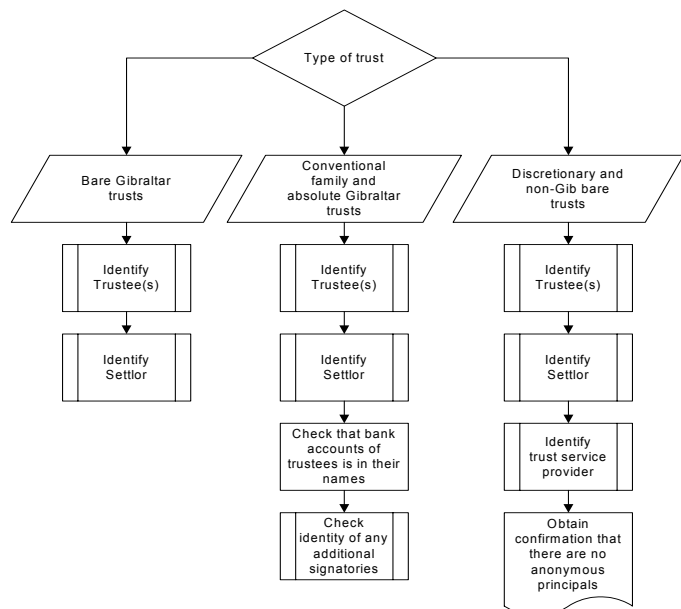 Type of trust
Bare Gibraltar
trusts
Conventional
family and
absolute Gibraltar
trusts
Discretionary and
non-Gib bare
trusts
Identify
Trustee(s)
Identify
Trustee(s)
Identify
Trustee(s)
Identify
Settlor
Identify
Settlor
Identify
Settlor
Check that bank
accounts of
trustees is in their
names
Identify
trust service
provider
Check
identity of any
additional
signatories
Obtain
confirmation that
there are no
anonymous
principals